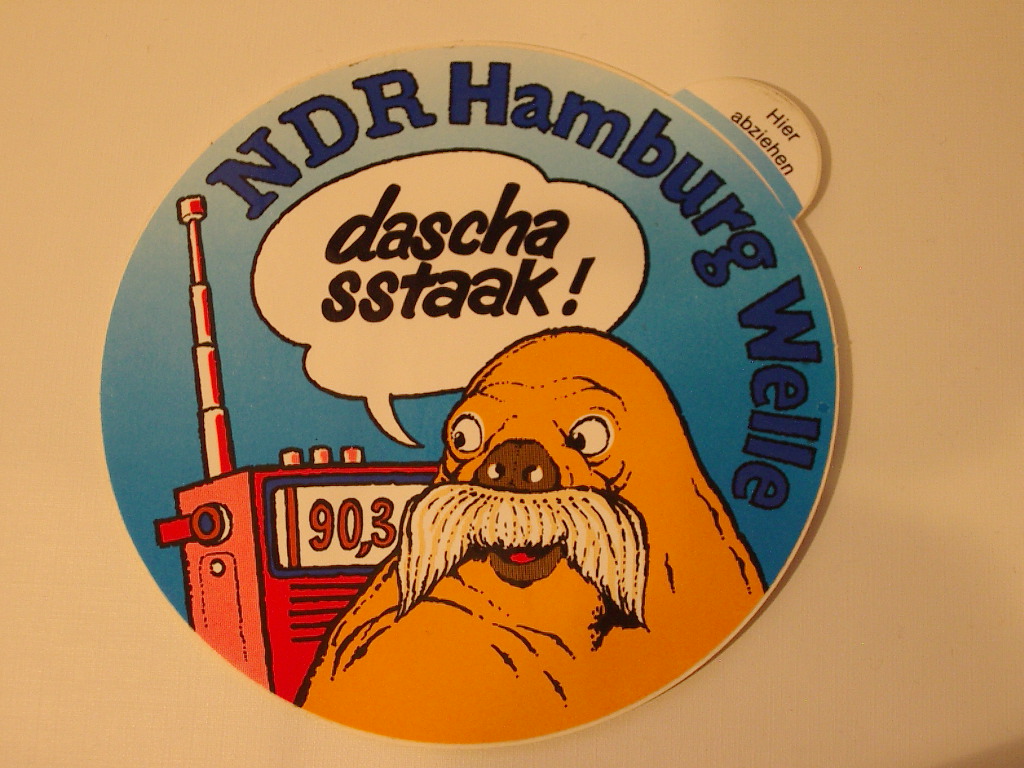 NDR Hamburg Welle
Hier
abziehen
dascha
sstaak!
90,3